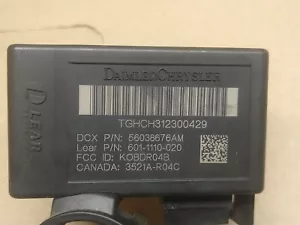 DAIMLERCHRYSLER
TGHCH312300429
DCX P/N: 56038676AM
Lear P/N: 601-1110-020
FCC ID: KOBDR04B
CANADA: 3521A-R04C
LEAR